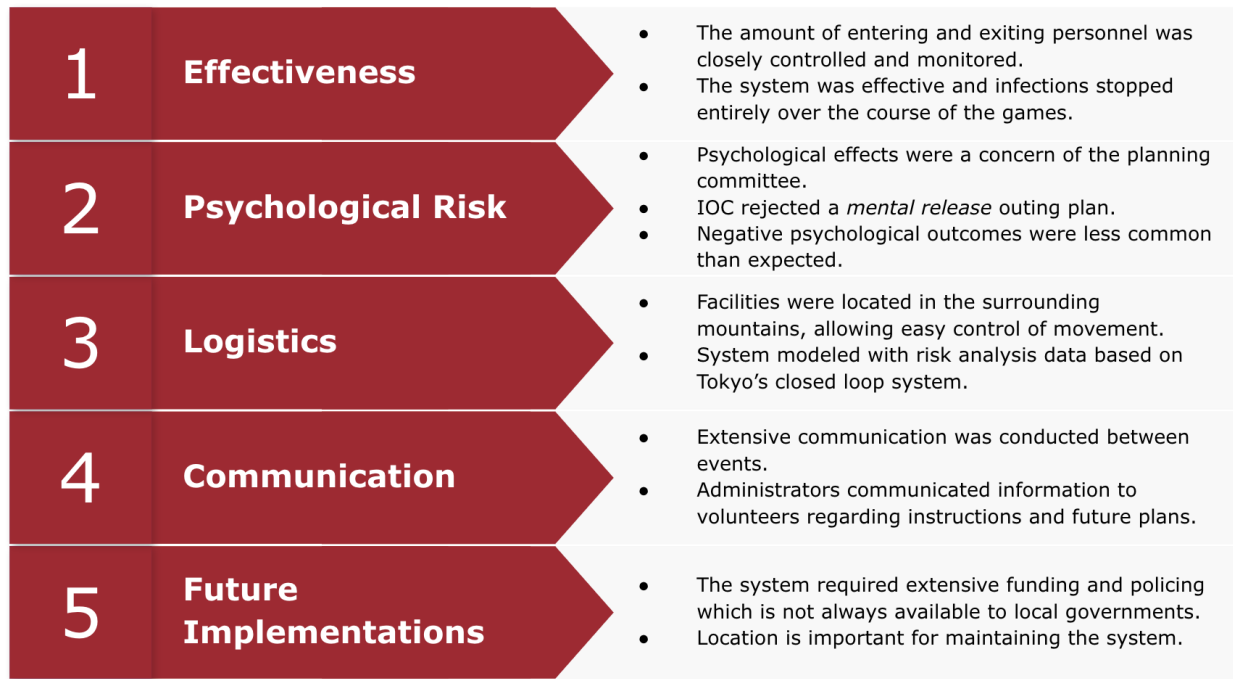 1
Effectiveness
● The amount of entering and exiting personnel was
closely controlled and monitored.
● The system was effective and infections stopped
entirely over the course of the games.
2
Psychological Risk
● Psychological effects were a concern of the planning
committee.
● IOC rejected a mental release outing plan.
● Negative psychological outcomes were less common
than expected.
3
Logistics
● Facilities were located in the surrounding
mountains, allowing easy control of movement.
● System modeled with risk analysis data based on
Tokyo’s closed loop system.
4
Communication
● Extensive communication was conducted between
events.
● Administrators communicated information to
volunteers regarding instructions and future plans.
5
Future
Implementations
● The system required extensive funding and policing
which is not always available to local governments.
● Location is important for maintaining the system.